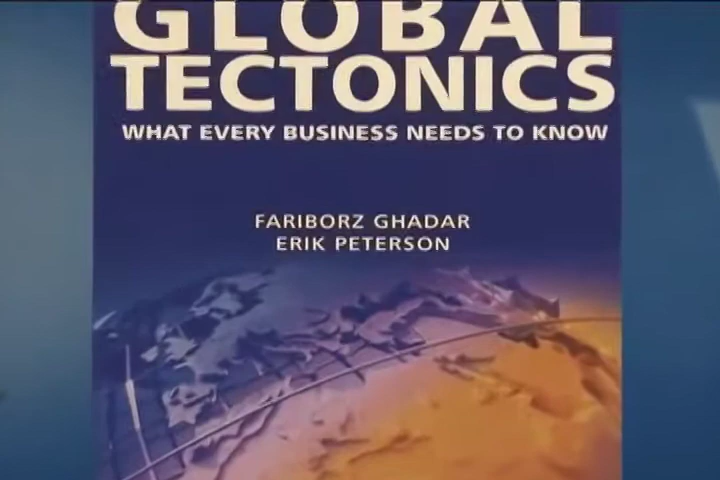 GLOBAL
TECTONICS
WHAT EVERY BUSINESS NEEDS TO KNOW
FARIBORZ GHADAR
ERIK PETERSON